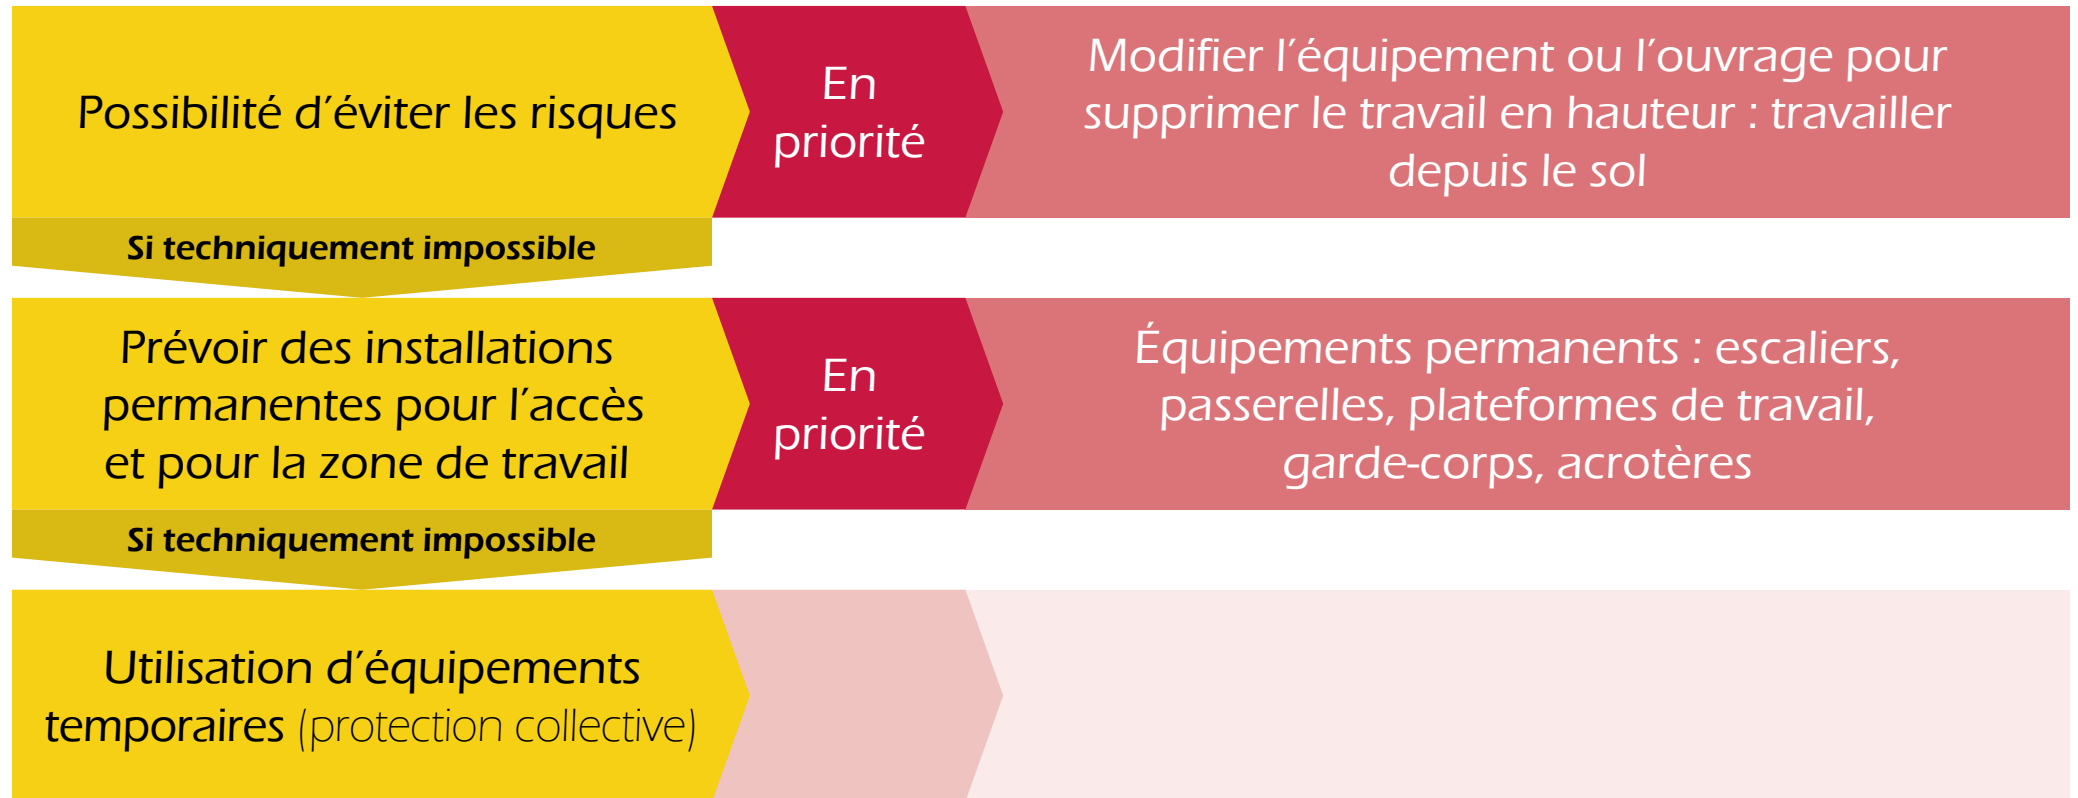 Possibilité d’éviter les risques
En
priorité
Modifier l’équipement ou l’ouvrage pour
supprimer le travail en hauteur : travailler
depuis le sol
Si techniquement impossible
Prévoir des installations
permanentes pour l’accès
et pour la zone de travail
En
priorité
Équipements permanents : escaliers,
passerelles, plateformes de travail,
garde-corps, acrotères
Si techniquement impossible
Utilisation d’équipements
temporaires (protection collective)